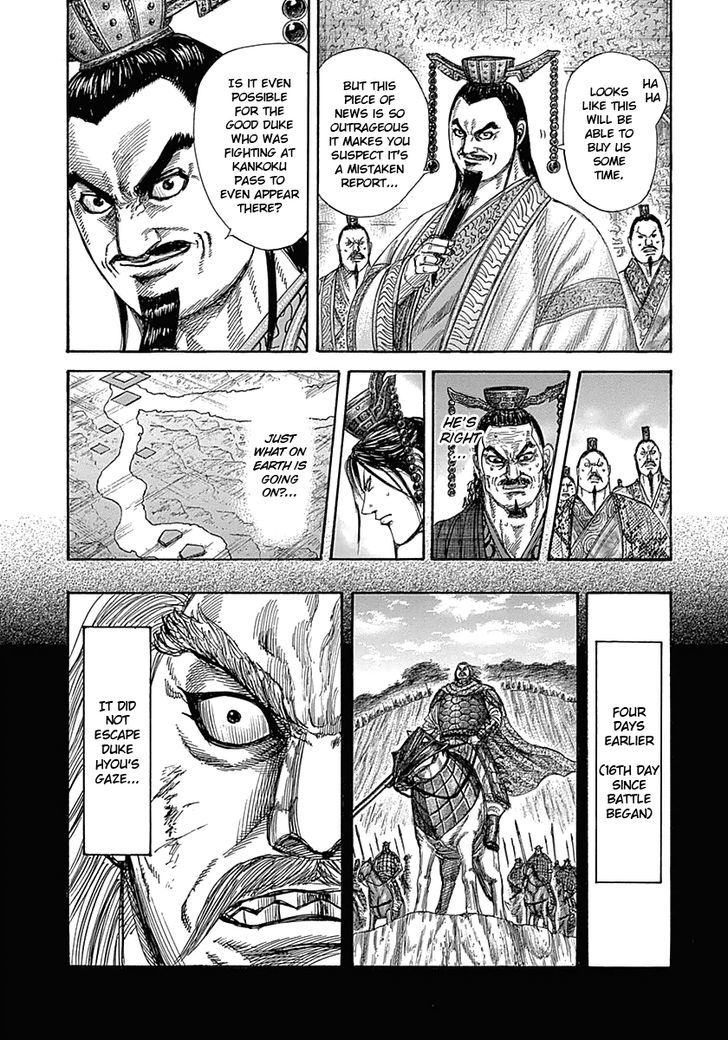 HA
HA
LOOKS
LIKE THIS
WILL BE
ABLE TO
BUY US
SOME
TIME.
BUT THIS
PIECE OF
NEWS IS SO
OUTRAGEOUS
IT MAKES YOU
SUSPECT IT'S
A MISTAKEN
REPORT...
IS IT EVEN
POSSIBLE
FOR THE
GOOD DUKE
WHO WAS
FIGHTING AT
KANKOKU
PASS TO
EVEN APPEAR
THERE?
HE'S
RIGHT
...
JUST
WHAT ON
EARTH IS
GOING
ON?...
FOUR
DAYS
EARLIER
(16TH DAY
SINCE
BATTLE
BEGAN)
IT DID
NOT
ESCAPE
DUKE
HYOU'S
GAZE...